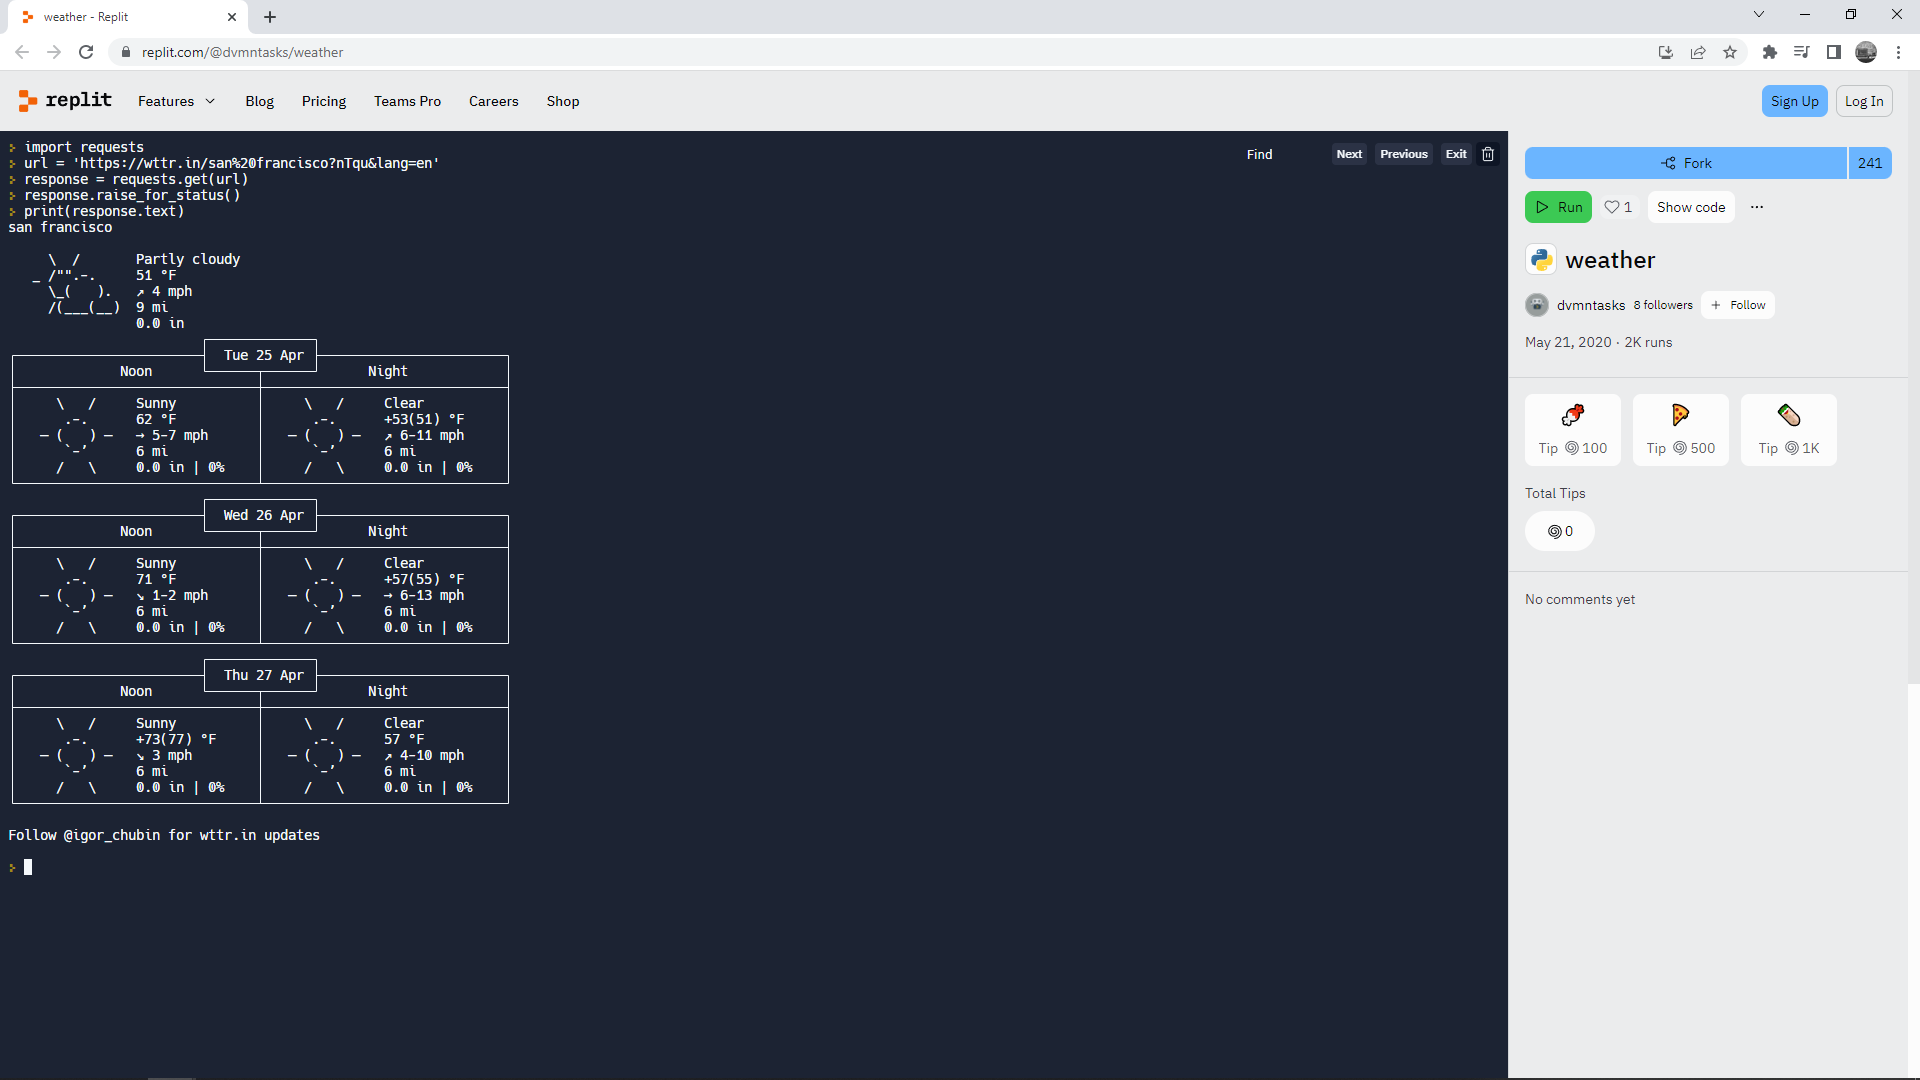 weather - Replit
replit.com/@dvmntasks/weather
replit Features Blog Pricing Teams Pro Careers Shop Sign Up Log In
import requests
url = 'https://wttr.in/san%20francisco?nTqu&lang=en'
response = requests.get(url)
response.raise_for_status()
print(response.text)
san francisco
Partly cloudy
51 °F
↗ 4 mph
9 mi
0.0 in
Tue 25 Apr
Noon Night
Sunny Clear
62 °F +53(51) °F
→ 5-7 mph ↗ 6-11 mph
6 mi 6 mi
0.0 in | 0% 0.0 in | 0%
Wed 26 Apr
Noon Night
Sunny Clear
71 °F +57(55) °F
↘ 1-2 mph → 6-13 mph
6 mi 6 mi
0.0 in | 0% 0.0 in | 0%
Thu 27 Apr
Noon Night
Sunny Clear
+73(77) °F 57 °F
↘ 3 mph ↗ 4-10 mph
6 mi 6 mi
0.0 in | 0% 0.0 in | 0%
Follow @igor_chubin for wttr.in updates
Find Next Previous Exit
Fork 241
Run 1 Show code
weather
dvmntasks 8 followers + Follow
May 21, 2020 · 2K runs
Tip 100 Tip 500 Tip 1K
Total Tips
0
No comments yet